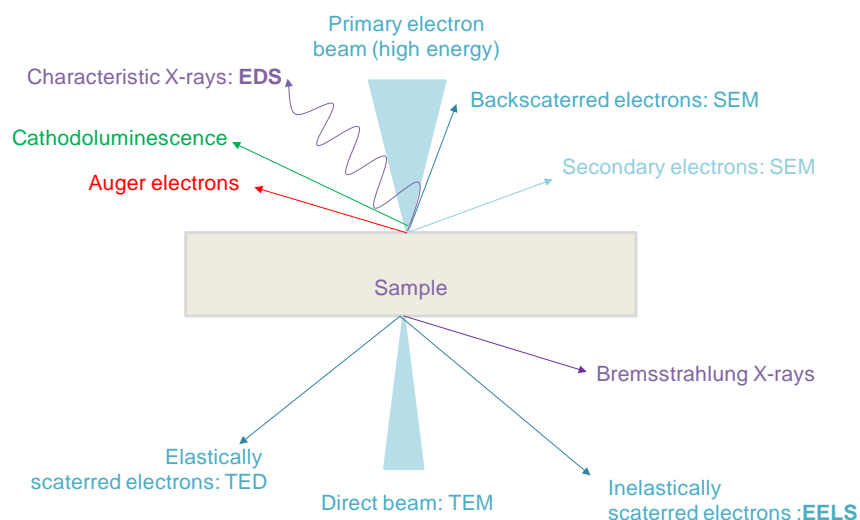 Primary electron
beam (high energy)
Characteristic X-rays: EDS
Backscaterred electrons: SEM
Cathodoluminescence
Secondary electrons: SEM
Auger electrons
Sample
Bremsstrahlung X-rays
Elastically
scaterred electrons: TED
Direct beam: TEM
Inelastically
scaterred electrons :EELS